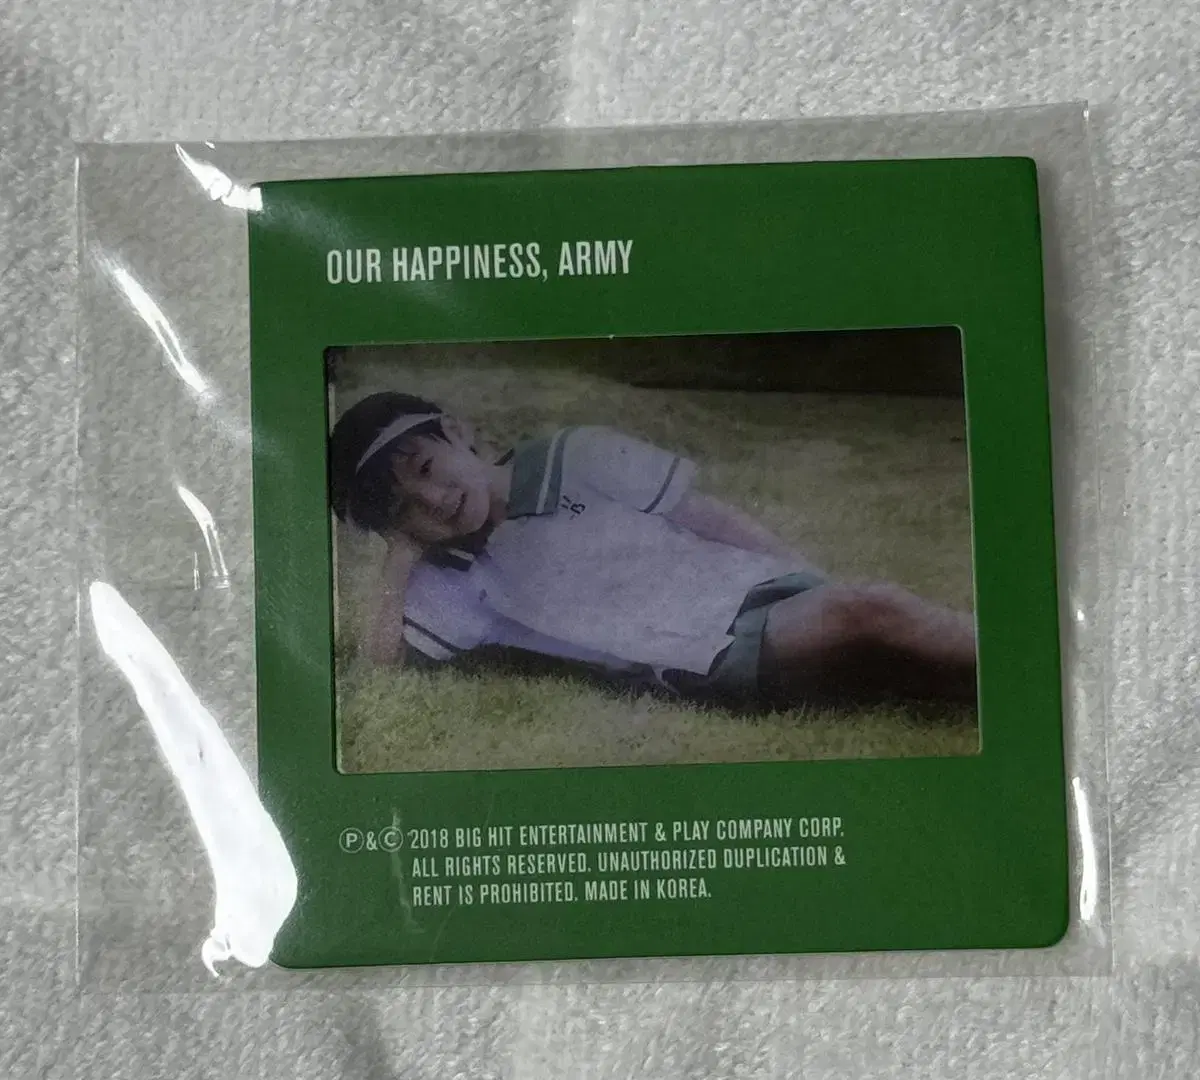 OUR HAPPINESS, ARMY
Ⓟ&Ⓒ 2018 BIG HIT ENTERTAINMENT & PLAY COMPANY CORP.
ALL RIGHTS RESERVED. UNAUTHORIZED DUPLICATION &
RENT IS PROHIBITED. MADE IN KOREA.